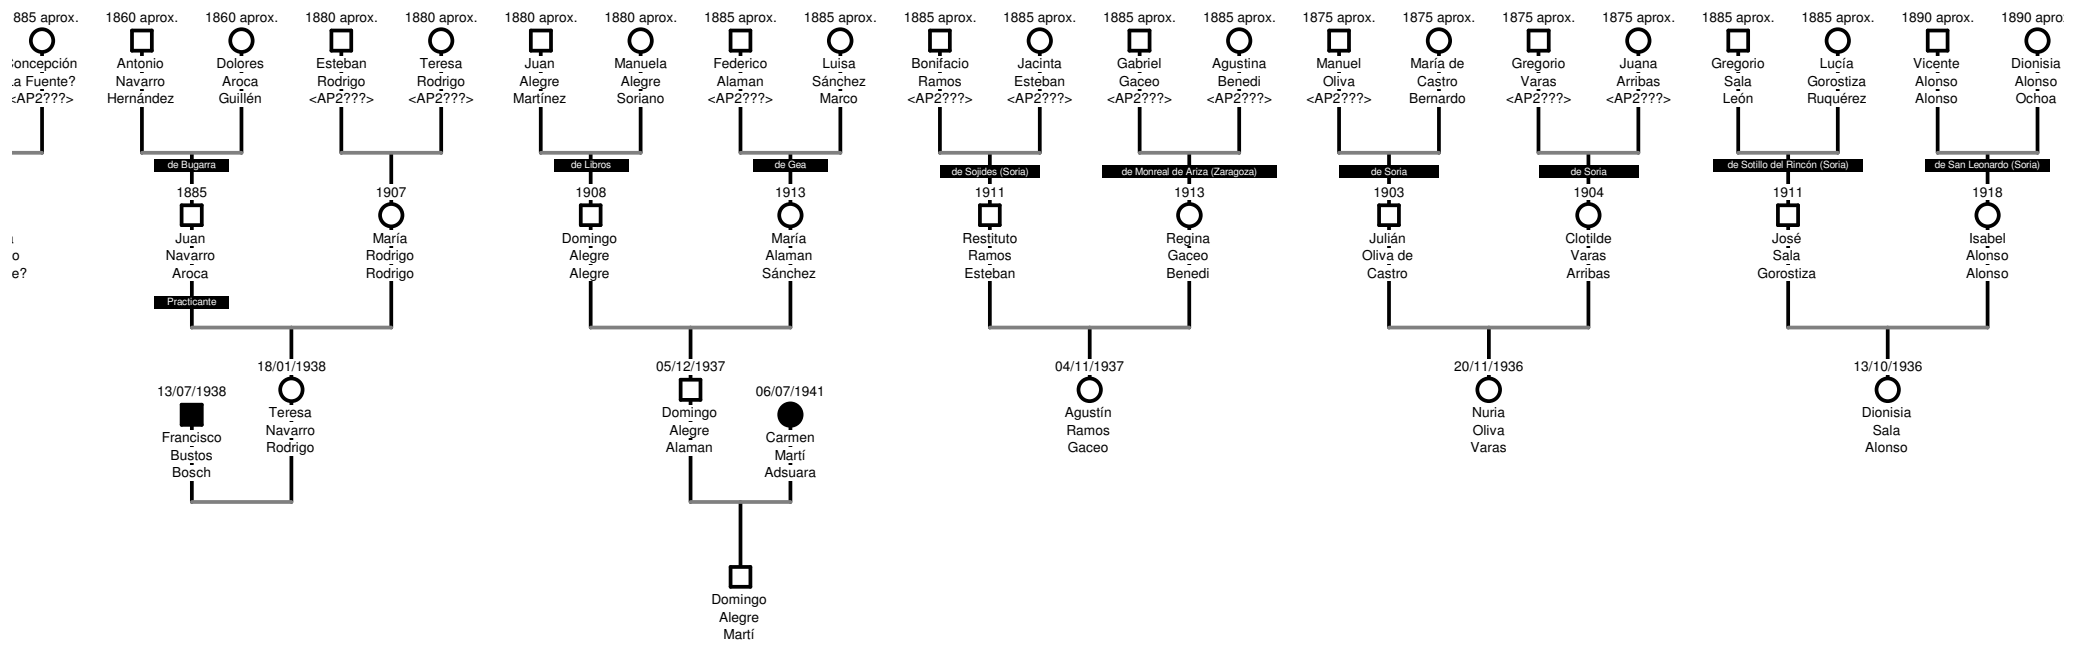 885 aprox. 1860 aprox. 1860 aprox. 1880 aprox. 1880 aprox. 1880 aprox. 1880 aprox. 1885 aprox. 1885 aprox. 1885 aprox. 1885 aprox. 1885 aprox. 1885 aprox. 1875 aprox. 1875 aprox. 1875 aprox. 1875 aprox. 1885 aprox. 1885 aprox. 1890 aprox. 1890 apro
oncepción Antonio Dolores Esteban Teresa Juan Manuela Federico Luisa Bonifacio Jacinta Gabriel Agustina Manuel María de Gregorio Juana Gregorio Lucía Vicente Dionisia
a Fuente? Navarro Aroca Rodrigo Rodrigo Alegre Alegre Alaman Sánchez Ramos Esteban Gaceo Benedi Oliva Castro Varas Arribas Sala Gorostiza Alonso Alonso
<AP2???> Hernández Guillén <AP2???> <AP2???> Martínez Soriano <AP2???> Marco <AP2???> <AP2???> <AP2???> <AP2???> <AP2???> Bernardo <AP2???> <AP2???> León Ruquérez Alonso Ochoa
de Bugarra de Libros de Gea de Sojides (Soria) de Monreal de Ariza (Zaragoza) de Soria de Soria de Sotillo del Rincón (Soria) de San Leonardo (Soria)
1885 1907 1908 1913 1911 1913 1903 1904 1911 1918
Juan María Domingo María Restituto Regina Julián Clotilde José Isabel
o Navarro Rodrigo Alegre Alaman Ramos Gaceo Oliva de Varas Sala Alonso
e? Aroca Rodrigo Alegre Sánchez Esteban Benedi Castro Arribas Gorostiza Alonso
Practicante
18/01/1938 05/12/1937 04/11/1937 20/11/1936 13/10/1936
13/07/1938 06/07/1941
Teresa Domingo Agustín Nuria Dionisia
Navarro Alegre Ramos Oliva Sala
Rodrigo Alaman Gaceo Varas Alonso
Francisco Carmen
Bustos Martí
Bosch Adsuara
Domingo
Alegre
Martí